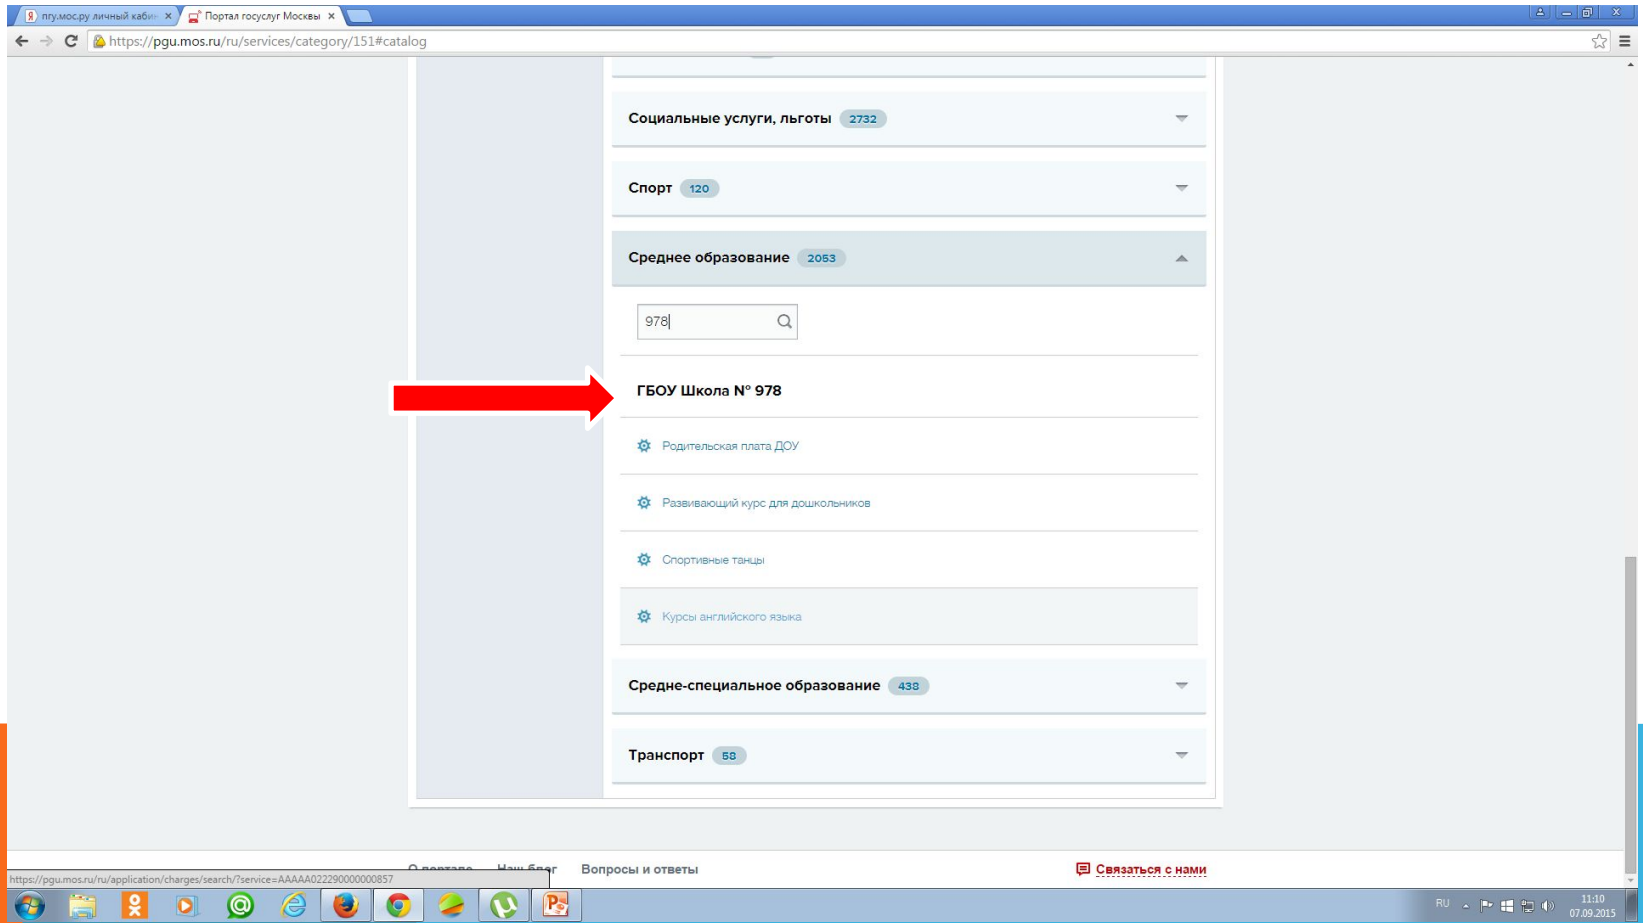 пгу.мос.ру личный кабин
Портал госуслуг Москвы
https://pgu.mos.ru/ru/services/category/151#catalog
Социальные услуги, льготы 2732
Спорт 120
Среднее образование 2053
978
ГБОУ Школа № 978
Родительская плата ДОУ
Развивающий курс для дошкольников
Спортивные танцы
Курсы английского языка
Средне-специальное образование 438
Транспорт 58
О портале Наш блог Вопросы и ответы Связаться с нами
https://pgu.mos.ru/ru/application/charges/search/?service=AAAAA022290000000857
RU 11:10
07.09.2015